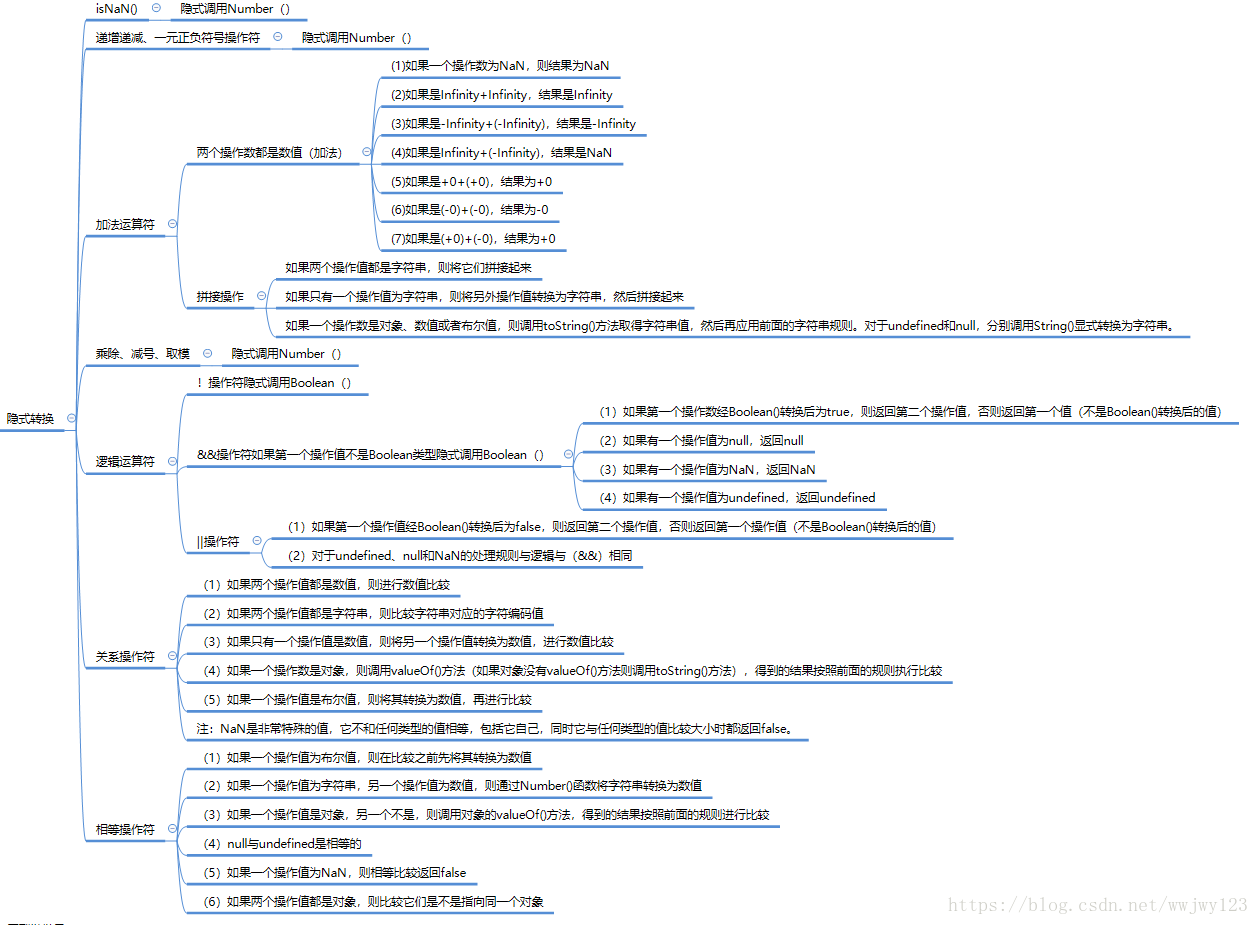 isNaN()
隐式调用Number（）
递增递减、一元正负符号操作符
隐式调用Number（）
(1)如果一个操作数为NaN，则结果为NaN
(2)如果是Infinity+Infinity，结果是Infinity
(3)如果是-Infinity+(-Infinity)，结果是-Infinity
两个操作数都是数值（加法）
(4)如果是Infinity+(-Infinity)，结果是NaN
(5)如果是+0+(+0)，结果为+0
(6)如果是(-0)+(-0)，结果为-0
加法运算符
(7)如果是(+0)+(-0)，结果为+0
如果两个操作值都是字符串，则将它们拼接起来
拼接操作
如果只有一个操作值为字符串，则将另外操作值转换为字符串，然后拼接起来
如果一个操作数是对象、数值或者布尔值，则调用toString()方法取得字符串值，然后再应用前面的字符串规则。对于undefined和null，分别调用String()显式转换为字符串。
乘除、减号、取模
隐式调用Number（）
！操作符隐式调用Boolean（）
隐式转换
（1）如果第一个操作数经Boolean()转换后为true，则返回第二个操作值，否则返回第一个值（不是Boolean()转换后的值）
（2）如果有一个操作值为null，返回null
逻辑运算符
&&操作符如果第一个操作值不是Boolean类型隐式调用Boolean（）
（3）如果有一个操作值为NaN，返回NaN
（4）如果有一个操作值为undefined，返回undefined
（1）如果第一个操作值经Boolean()转换后为false，则返回第二个操作值，否则返回第一个操作值（不是Boolean()转换后的值）
||操作符
（2）对于undefined、null和NaN的处理规则与逻辑与（&&）相同
（1）如果两个操作值都是数值，则进行数值比较
（2）如果两个操作值都是字符串，则比较字符串对应的字符编码值
（3）如果只有一个操作值是数值，则将另一个操作值转换为数值，进行数值比较
关系操作符
（4）如果一个操作数是对象，则调用valueOf()方法（如果对象没有valueOf()方法则调用toString()方法），得到的结果按照前面的规则执行比较
（5）如果一个操作值是布尔值，则将其转换为数值，再进行比较
注：NaN是非常特殊的值，它不和任何类型的值相等，包括它自己，同时它与任何类型的值比较大小时都返回false。
（1）如果一个操作值为布尔值，则在比较之前先将其转换为数值
（2）如果一个操作值为字符串，另一个操作值为数值，则通过Number()函数将字符串转换为数值
（3）如果一个操作值是对象，另一个不是，则调用对象的valueOf()方法，得到的结果按照前面的规则进行比较
相等操作符
（4）null与undefined是相等的
（5）如果一个操作值为NaN，则相等比较返回false
（6）如果两个操作值都是对象，则比较它们是不是指向同一个对象
https://blog.csdn.net/wwjwy123